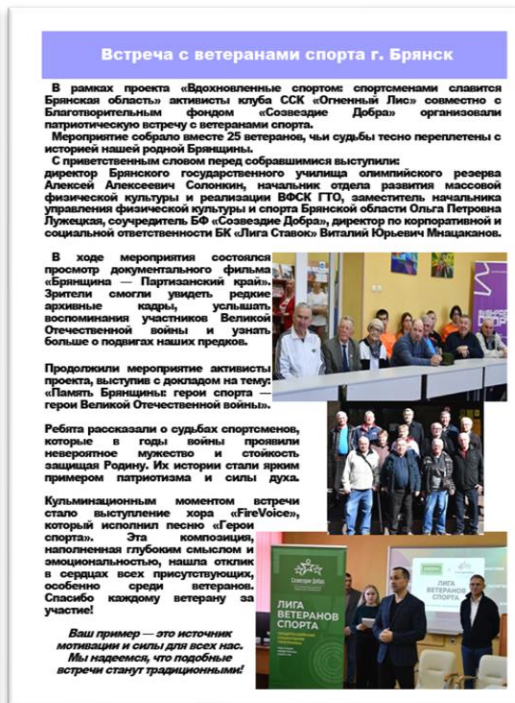 Встреча с ветеранами спорта г. Брянск
В рамках проекта «Вдохновленные спортом: спортсменами славится
Брянская область» активисты клуба ССК «Огненный Лис» совместно с
Благотворительным фондом «Созвездие Добра» организовали
патриотическую встречу с ветеранами спорта.
Мероприятие собрало вместе 25 ветеранов, чьи судьбы тесно переплетены с
историей нашей родной Брянщины.
С приветственным словом перед собравшимися выступили:
директор Брянского государственного училища олимпийского резерва
Алексей Алексеевич Солонкин, начальник отдела развития массовой
физической культуры и реализации ВФСК ГТО, заместитель начальника
управления физической культуры и спорта Брянской области Ольга Петровна
Лужецкая, соучредитель БФ «Созвездие Добра», директор по корпоративной и
социальной ответственности БК «Лига Ставок» Виталий Юрьевич Мнацаканов.
В ходе мероприятия состоялся
просмотр документального фильма
«Брянщина — Партизанский край».
Зрители смогли увидеть редкие
архивные кадры, услышать
воспоминания участников Великой
Отечественной войны и узнать
больше о подвигах наших предков.
Продолжили мероприятие активисты
проекта, выступив с докладом на тему:
«Память Брянщины: герои спорта —
герои Великой Отечественной войны».
Ребята рассказали о судьбах спортсменов,
которые в годы войны проявили
невероятное мужество и стойкость
защищая Родину. Их истории стали ярким
примером патриотизма и силы духа.
Кульминационным моментом встречи
стало выступление хора «FireVoice»,
который исполнил песню «Герои
спорта». Эта композиция,
наполненная глубоким смыслом и
эмоциональностью, нашла отклик
в сердцах всех присутствующих,
особенно среди ветеранов.
Спасибо каждому ветерану за
участие!
Ваш пример — это источник
мотивации и силы для всех нас.
Мы надеемся, что подобные
встречи станут традиционными!
Созвездие Добра
ЛИГА
ВЕТЕРАНОВ
СПОРТА
ЛИГА
ВЕТЕРАНОВ
СПОРТА